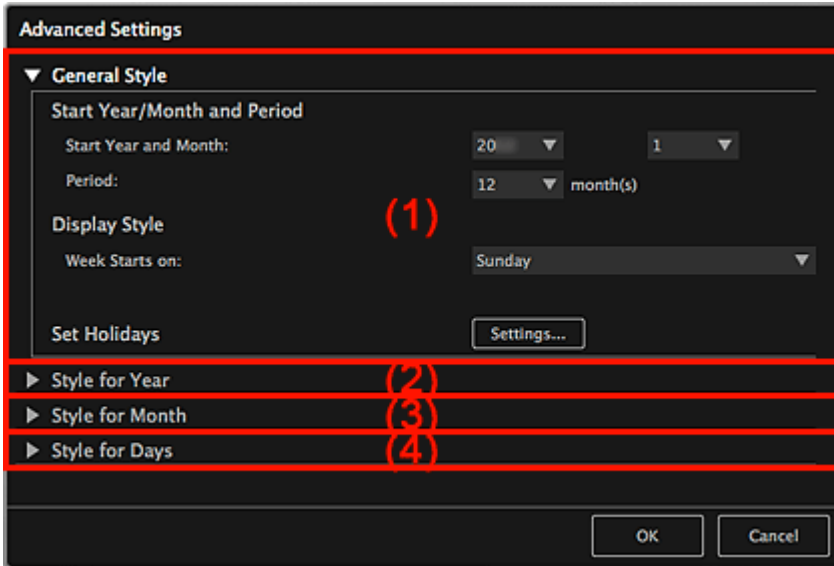 Advanced Settings
General Style
Start Year/Month and Period
Start Year and Month: 20 1
Period: 12 month(s)
(1)
Display Style
Week Starts on: Sunday
Set Holidays Settings...
Style for Year (2)
Style for Month (3)
Style for Days (4)
OK Cancel